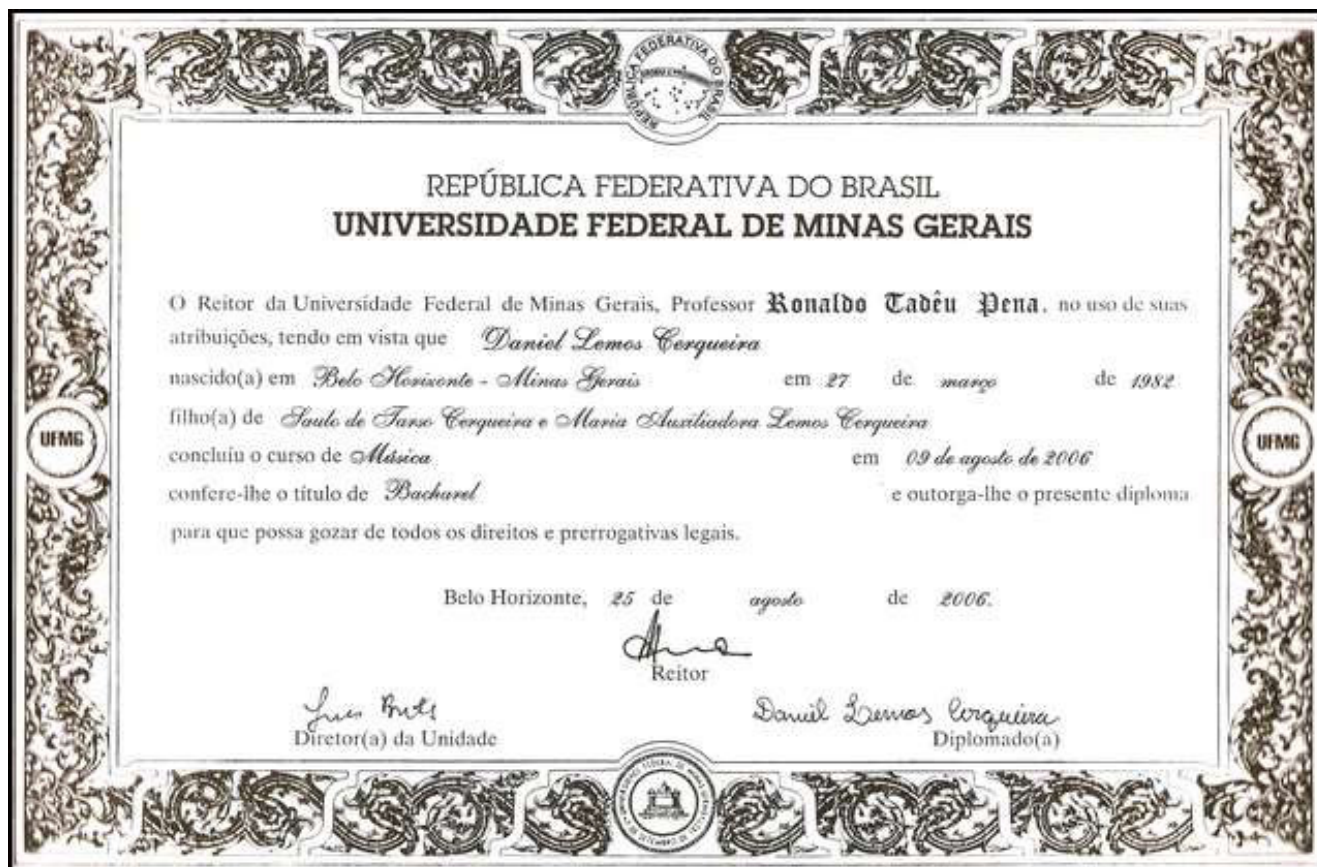 REPÚBLICA FEDERATIVA DO BRASIL
REPÚBLICA FEDERATIVA DO BRASIL
UNIVERSIDADE FEDERAL DE MINAS GERAIS
O Reitor da Universidade Federal de Minas Gerais, Professor Ronaldo Tadêu Pena, no uso de suas
atribuições, tendo em vista que Daniel Lemos Cerqueira
nascido(a) em Belo Horizonte - Minas Gerais em 27 de março de 1982
filho(a) de Saulo de Tarso Cerqueira e Maria Auxiliadora Lemos Cerqueira
UFMG
UFMG
concluiu o curso de Música em 09 de agosto de 2006
confere-lhe o título de Bacharel e outorga-lhe o presente diploma
para que possa gozar de todos os direitos e prerrogativas legais.
Belo Horizonte, 25 de agosto de 2006.
Reitor
Daniel Lemos Cerqueira
Diretor(a) da Unidade Diplomado(a)